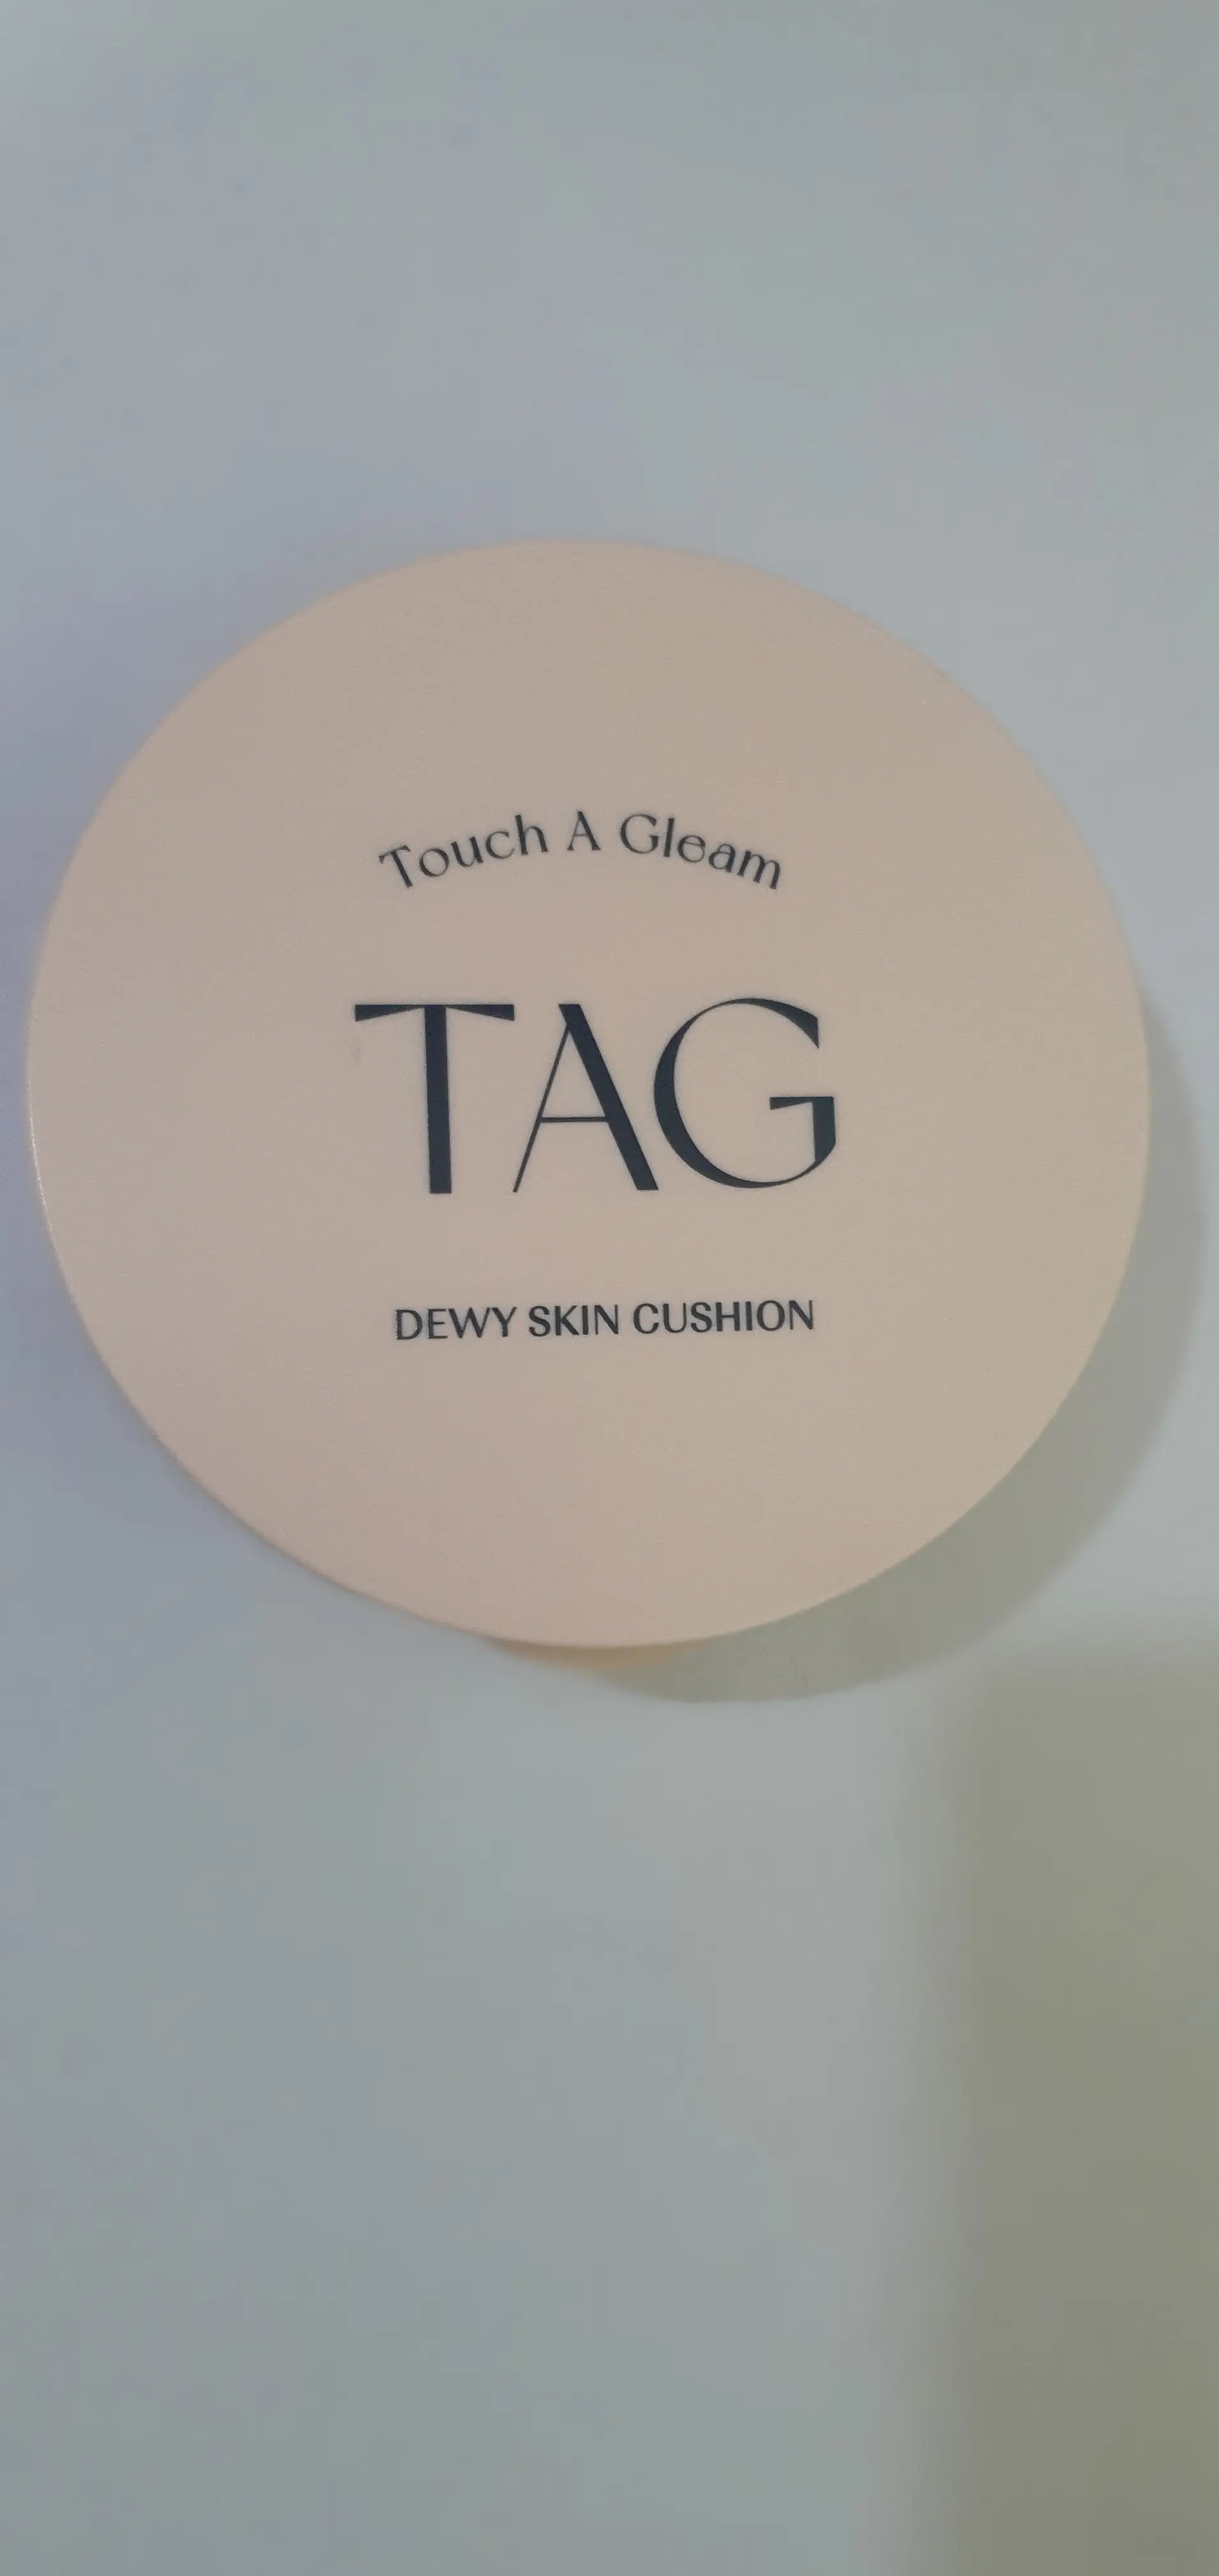 Touch A Gleam
TAG
DEWY SKIN CUSHION